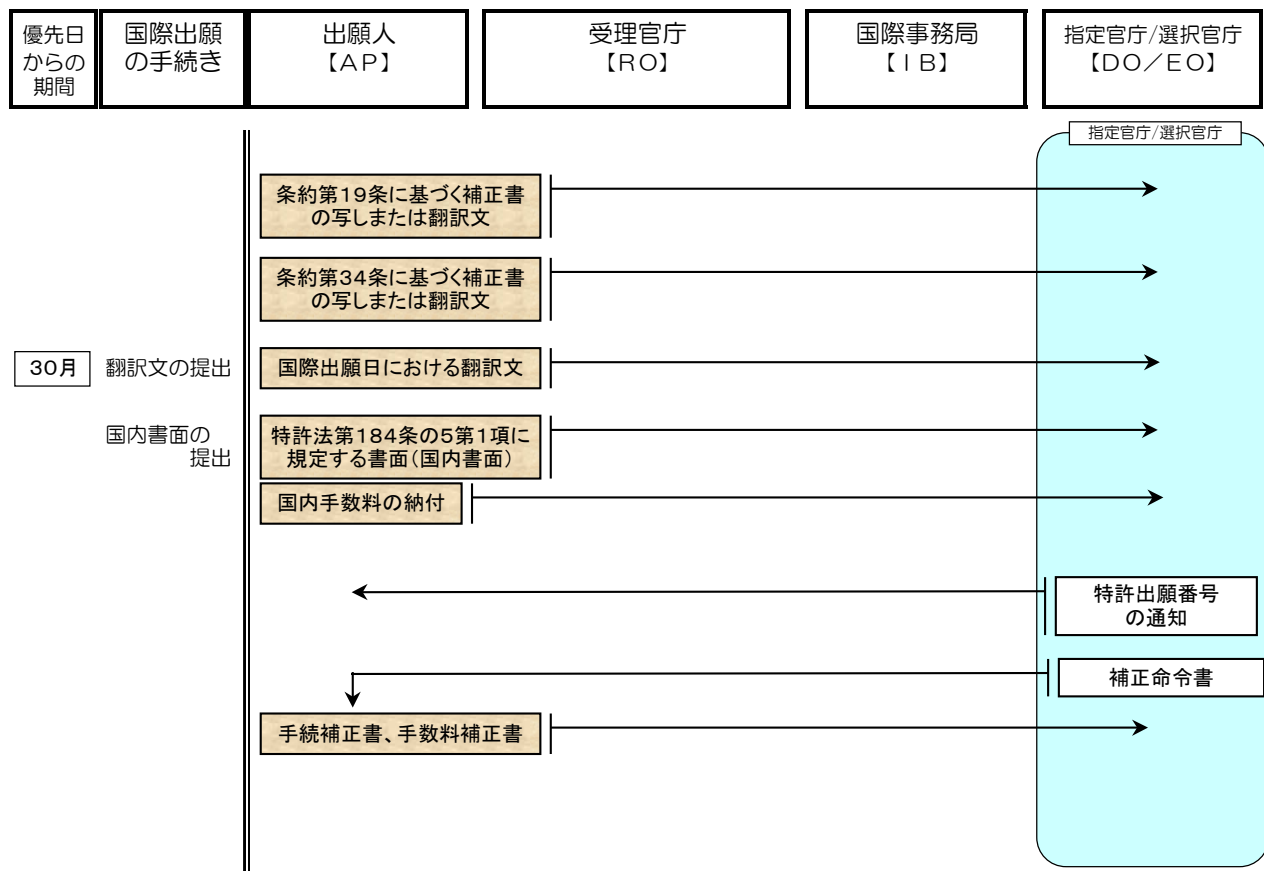 優先日
からの
期間
国際出願
の手続き
出願人
【AP】
受理官庁
【RO】
国際事務局
【IB】
指定官庁/選択官庁
【DO/EO】
指定官庁/選択官庁
条約第19条に基づく補正書
の写しまたは翻訳文
条約第34条に基づく補正書
の写しまたは翻訳文
30月
翻訳文の提出
国際出願日における翻訳文
国内書面の
提出
特許法第184条の5第1項に
規定する書面(国内書面)
国内手数料の納付
特許出願番号
の通知
補正命令書
手続補正書、手数料補正書